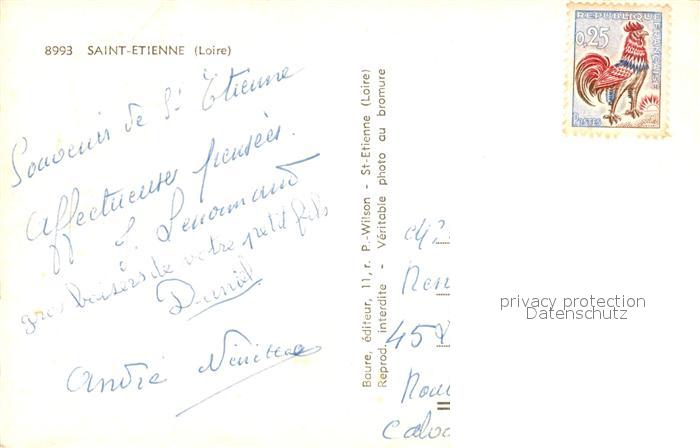 8993 SAINT-ETIENNE (Loire)
Souvenir de St Etienne
Affectueuses pensées.
Lenormand
gros baisers de votre petit fils
Daniel
André
Baure, éditeur, 11, r. P.-Wilson - St-Etienne (Loire)
Reprod. interdite - Véritable photo au bromure
REPUBLIQUE FRANÇAISE
0,25
POSTES
45
privacy protection
Datenschutz